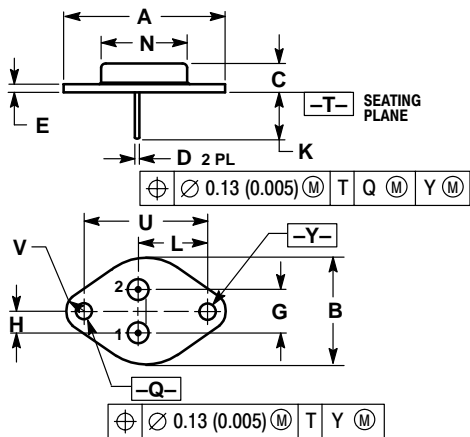 A
N
C
E
–T– SEATING PLANE
K
D 2 PL
⌖ ∅ 0.13 (0.005) Ⓜ T Q Ⓜ Y Ⓜ
U
L
–Y–
V
2
H
G
B
1
–Q–
⌖ ∅ 0.13 (0.005) Ⓜ T Y Ⓜ